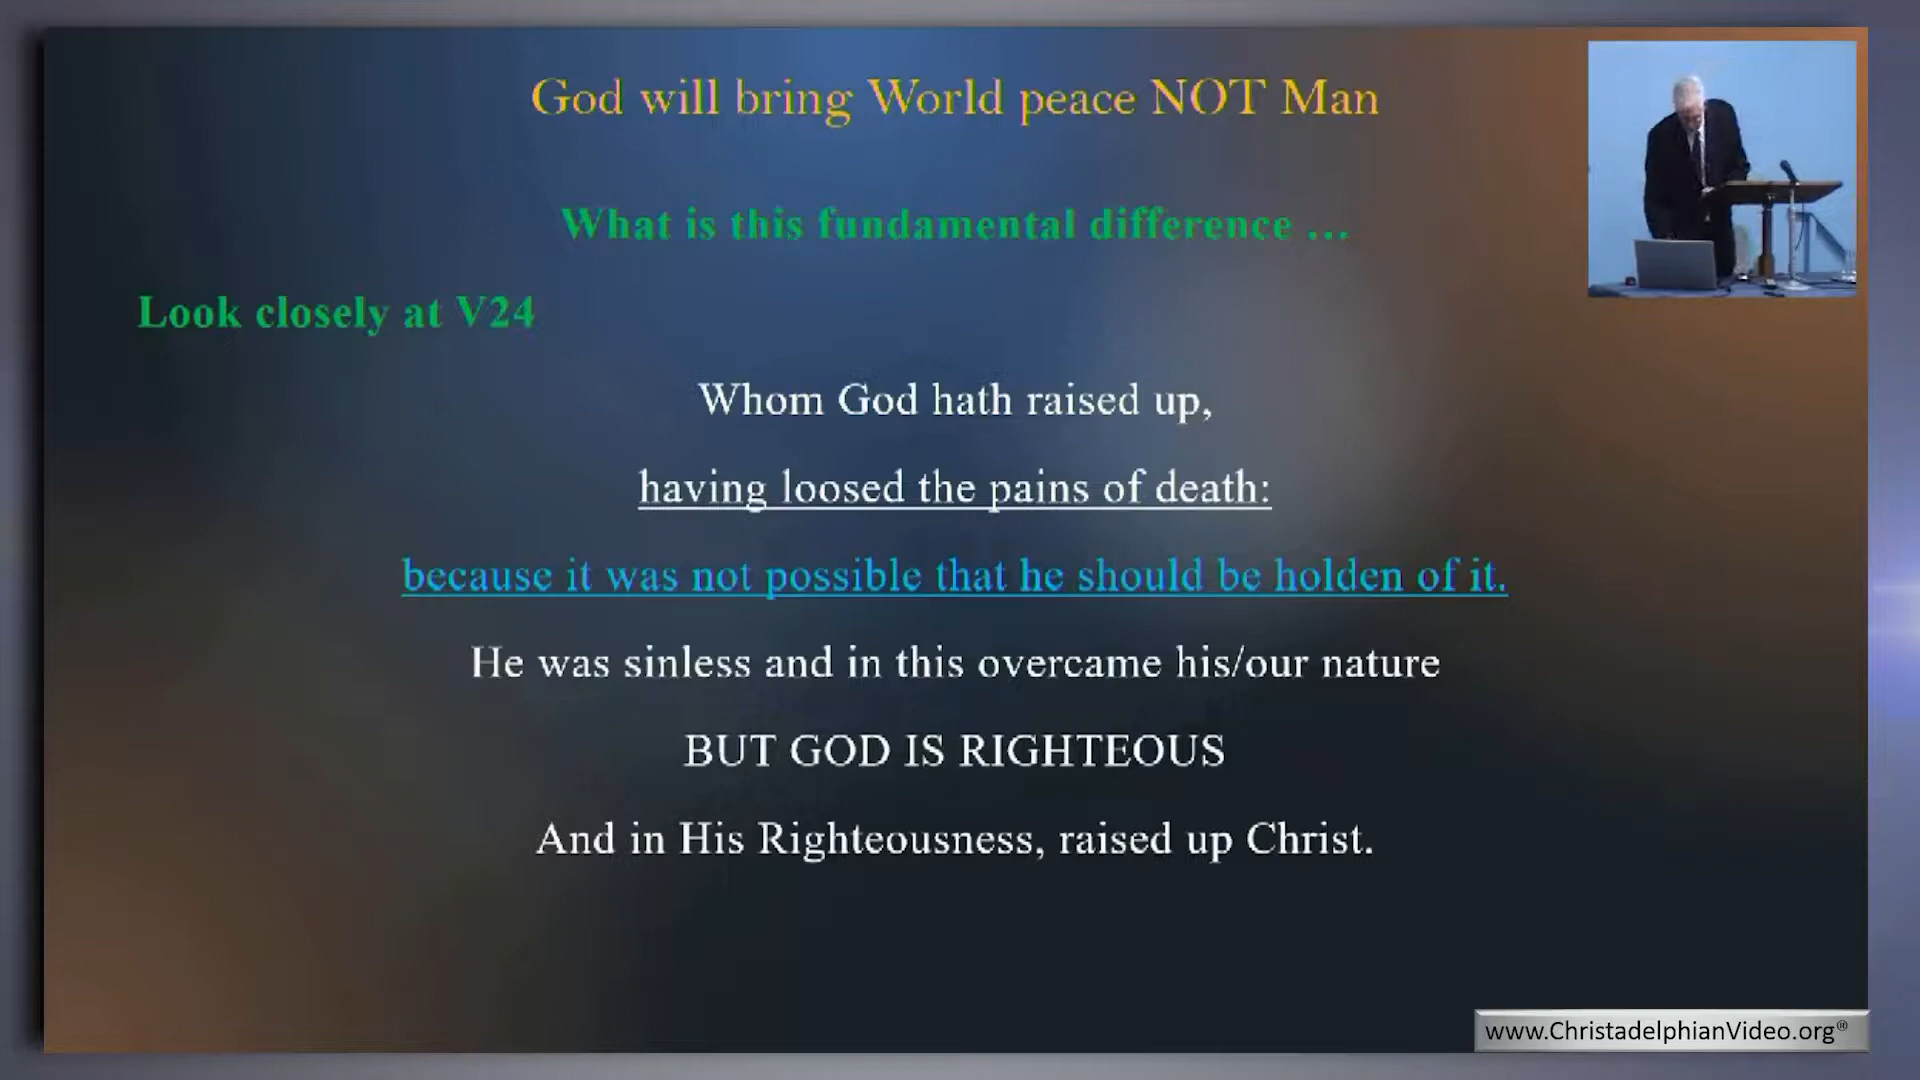 God will bring World peace NOT Man
What is this fundamental difference ...
Look closely at V24
Whom God hath raised up,
having loosed the pains of death:
because it was not possible that he should be holden of it.
He was sinless and in this overcame his/our nature
BUT GOD IS RIGHTEOUS
And in His Righteousness, raised up Christ.
www.ChristadelphianVideo.org®